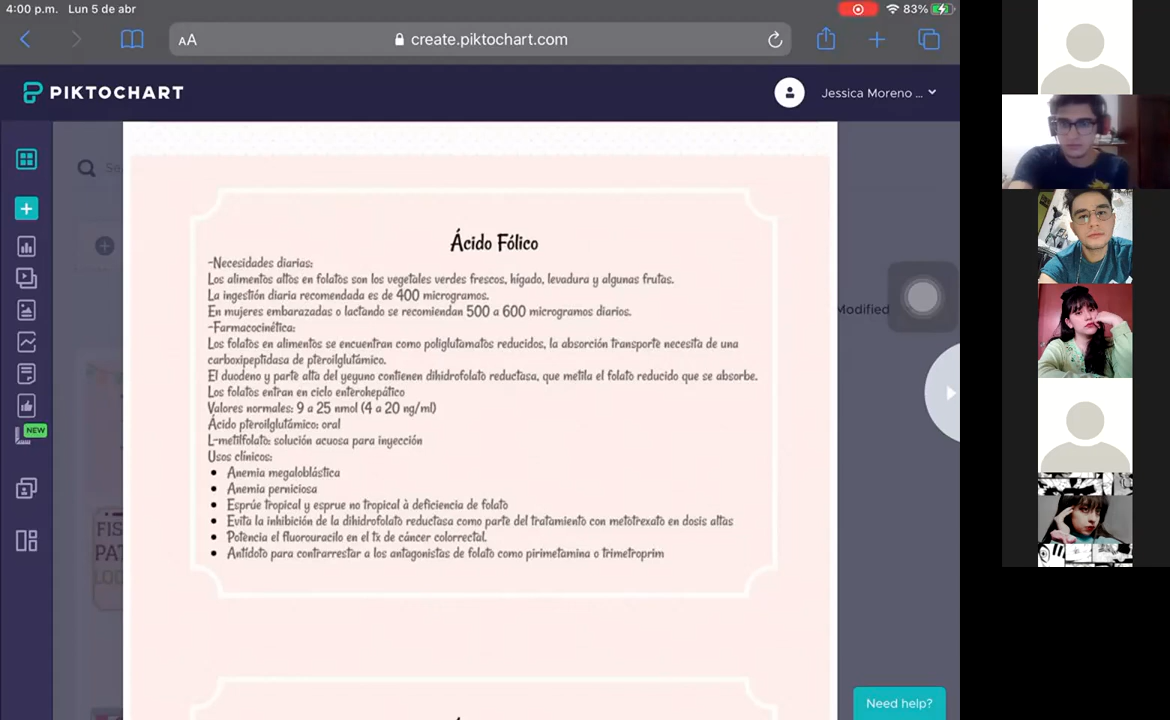 4:00 p.m. Lun 5 de abr
83%
AA
create.piktochart.com
PIKTOCHART
Jessica Moreno ...
Se
Ácido Fólico
-Necesidades diarias:
Los alimentos altos en folatos son los vegetales verdes frescos, hígado, levadura y algunas frutas.
La ingestión diaria recomendada es de 400 microgramos.
En mujeres embarazadas o lactando se recomiendan 500 a 600 microgramos diarios.
-Farmacocinética:
Los folatos en alimentos se encuentran como poliglutamatos reducidos, la absorción transporte necesita de una
carboxipeptidasa de pteroilglutámico.
El duodeno y parte alta del yeyuno contienen dihidrofolato reductasa, que metila el folato reducido que se absorbe.
Los folatos entran en ciclo enterohepático
Valores normales: 9 a 25 nmol (4 a 20 ng/ml)
Ácido pteroilglutámico: oral
L-metilfolato: solución acuosa para inyección
Usos clínicos:
• Anemia megaloblástica
• Anemia perniciosa
• Esprúe tropical y esprue no tropical à deficiencia de folato
• Evita la inhibición de la dihidrofolato reductasa como parte del tratamiento con metotrexato en dosis altas
• Potencia el fluorouracilo en el tx de cáncer colorrectal.
• Antídoto para contrarrestar a los antagonistas de folato como pirimetamina o trimetroprim
Modified
NEW
FIS
PAT
LOC
Need help?